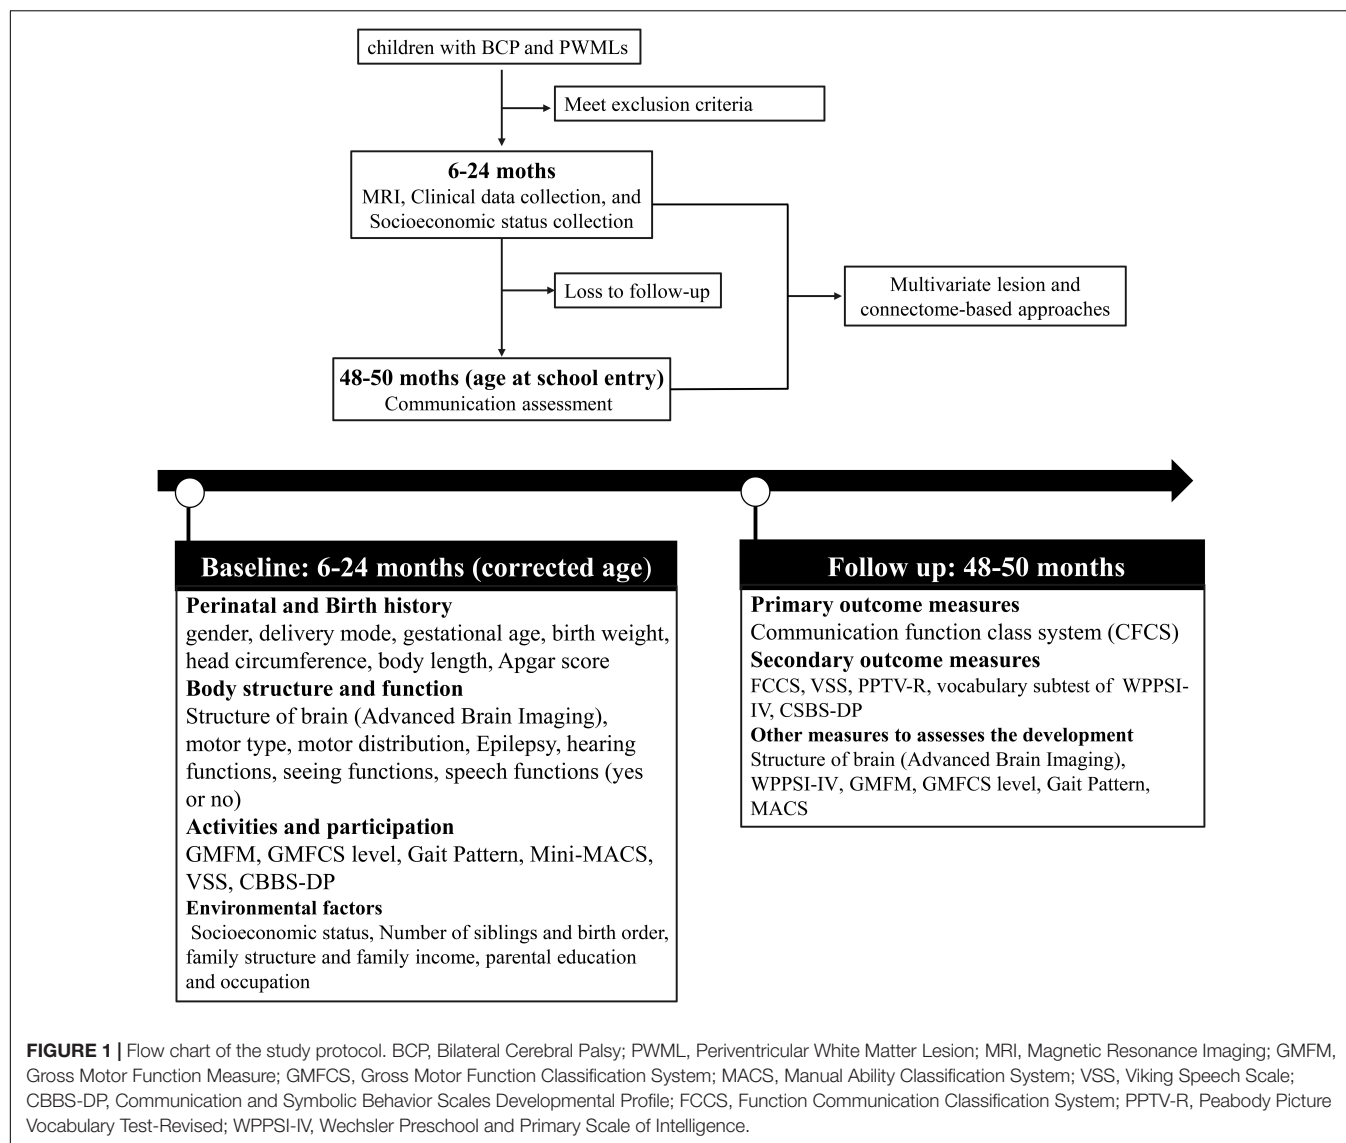 children with BCP and PWMLs
Meet exclusion criteria
6-24 moths
MRI, Clinical data collection, and
Socioeconomic status collection
Loss to follow-up
Multivariate lesion and
connectome-based approaches
48-50 moths (age at school entry)
Communication assessment
Baseline: 6-24 months (corrected age)
Perinatal and Birth history
gender, delivery mode, gestational age, birth weight,
head circumference, body length, Apgar score
Body structure and function
Structure of brain (Advanced Brain Imaging),
motor type, motor distribution, Epilepsy, hearing
functions, seeing functions, speech functions (yes
or no)
Activities and participation
GMFM, GMFCS level, Gait Pattern, Mini-MACS,
VSS, CBBS-DP
Environmental factors
Socioeconomic status, Number of siblings and birth order,
family structure and family income, parental education
and occupation
Follow up: 48-50 months
Primary outcome measures
Communication function class system (CFCS)
Secondary outcome measures
FCCS, VSS, PPTV-R, vocabulary subtest of WPPSI-
IV, CSBS-DP
Other measures to assesses the development
Structure of brain (Advanced Brain Imaging),
WPPSI-IV, GMFM, GMFCS level, Gait Pattern,
MACS
FIGURE 1 | Flow chart of the study protocol. BCP, Bilateral Cerebral Palsy; PWML, Periventricular White Matter Lesion; MRI, Magnetic Resonance Imaging; GMFM,
Gross Motor Function Measure; GMFCS, Gross Motor Function Classification System; MACS, Manual Ability Classification System; VSS, Viking Speech Scale;
CBBS-DP, Communication and Symbolic Behavior Scales Developmental Profile; FCCS, Function Communication Classification System; PPTV-R, Peabody Picture
Vocabulary Test-Revised; WPPSI-IV, Wechsler Preschool and Primary Scale of Intelligence.